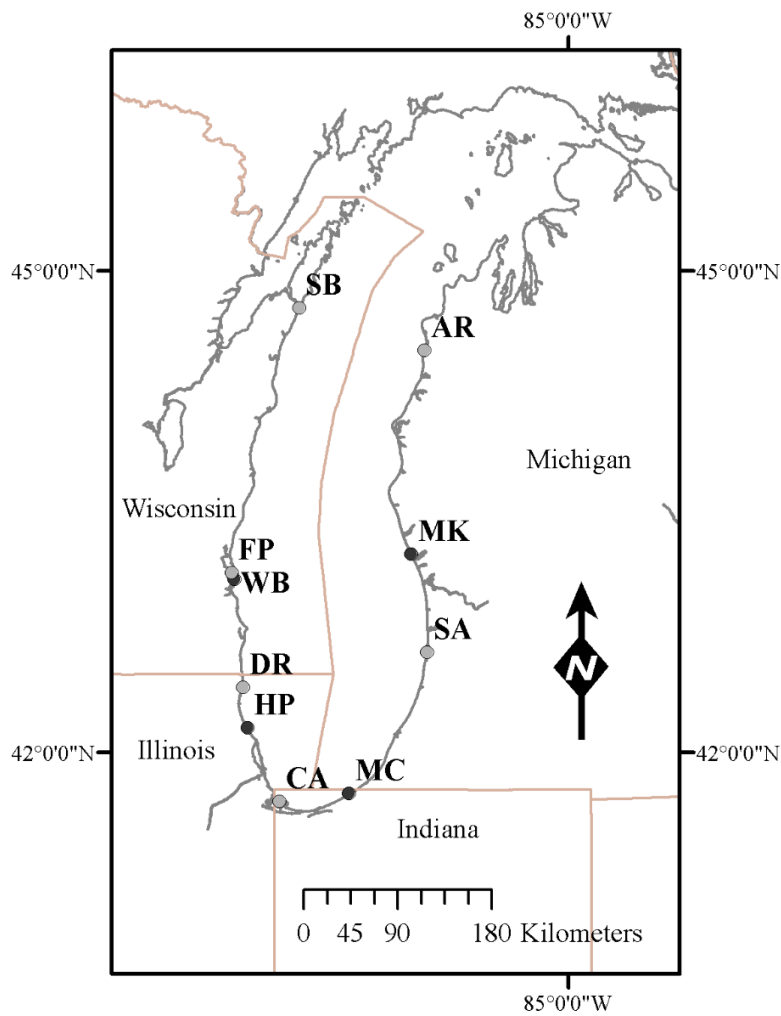 85°0'0"W
45°0'0"N
45°0'0"N
SB
AR
Michigan
Wisconsin
MK
FP
WB
SA
DR
HP
N
42°0'0"N
42°0'0"N
Illinois
CA
MC
Indiana
0 45 90 180 Kilometers
85°0'0"W